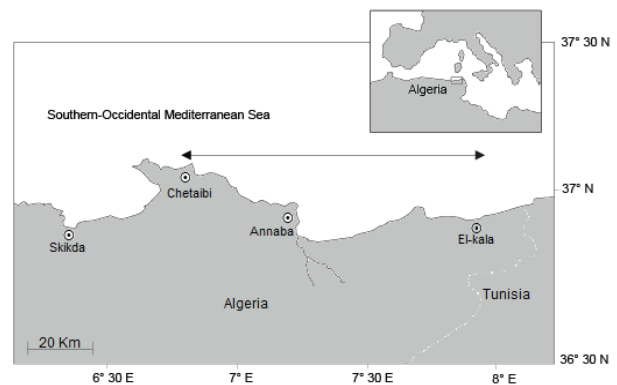 37° 30 N
Algeria
Southern-Occidental Mediterranean Sea
Chetaibi
37° N
Annaba
El-kala
Skikda
Algeria
Tunisia
20 Km
36° 30 N
6° 30 E
7° E
7° 30 E
8° E